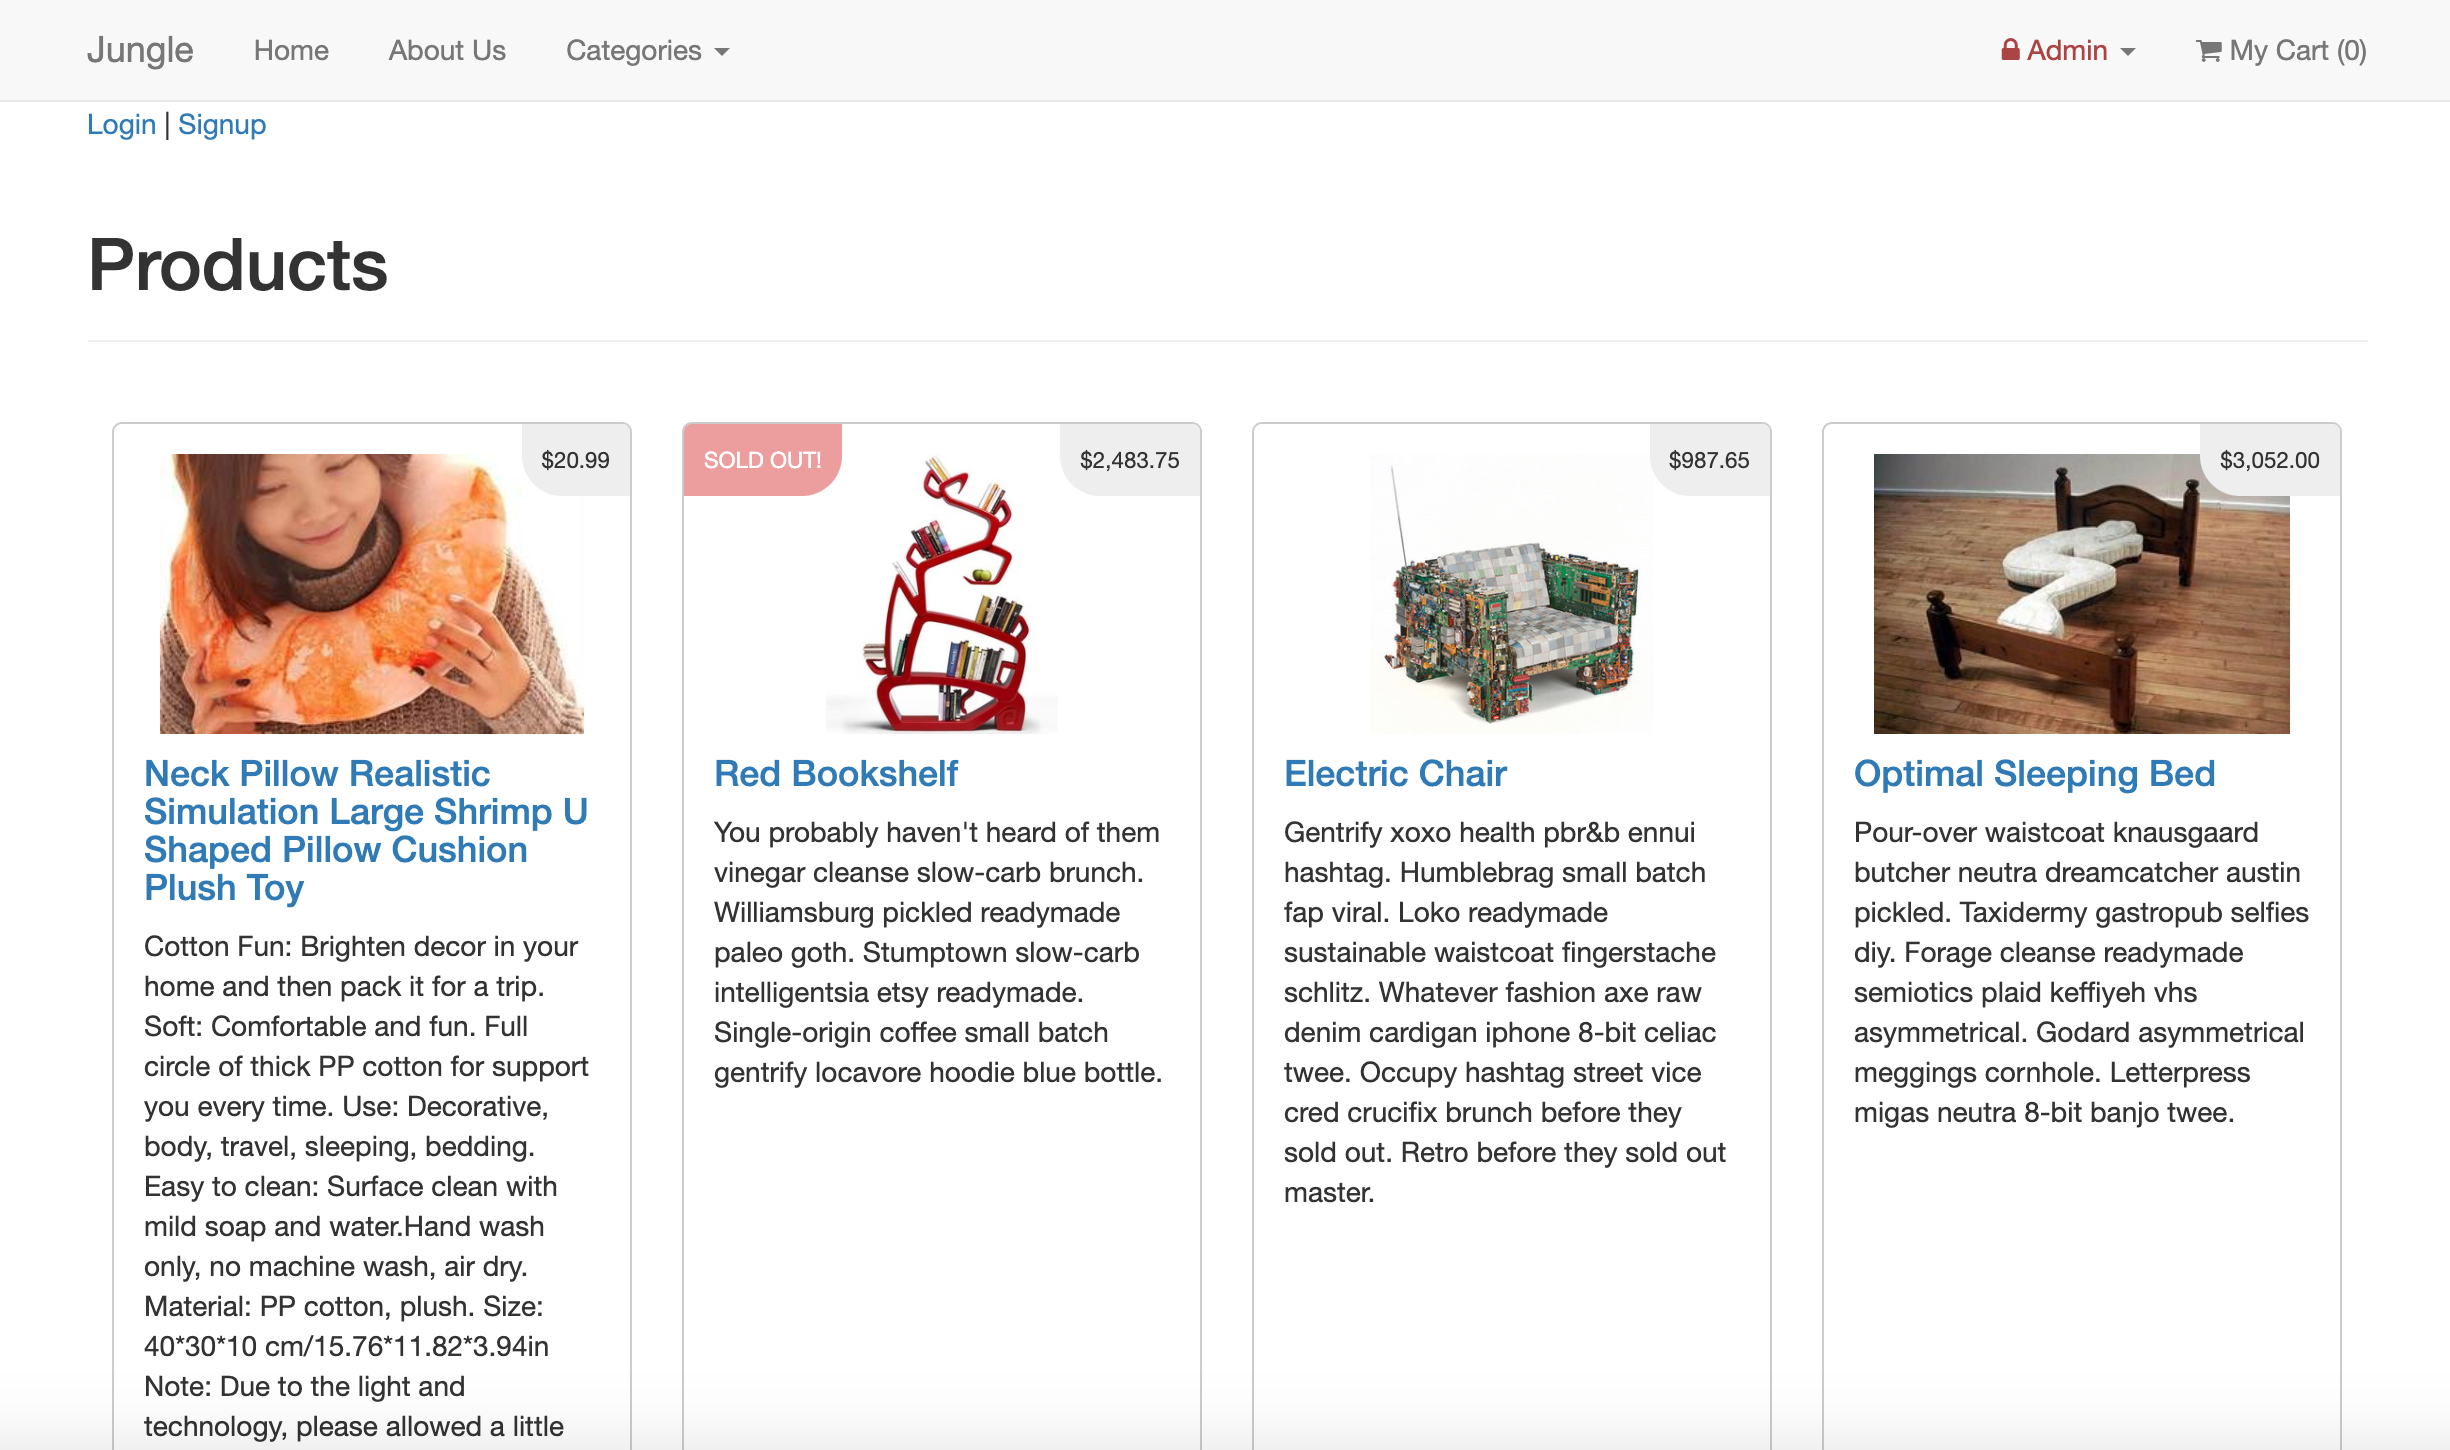 Jungle Home About Us Categories Admin My Cart (0)
Login | Signup
Products
$20.99
Neck Pillow Realistic
Simulation Large Shrimp U
Shaped Pillow Cushion
Plush Toy
Cotton Fun: Brighten decor in your
home and then pack it for a trip.
Soft: Comfortable and fun. Full
circle of thick PP cotton for support
you every time. Use: Decorative,
body, travel, sleeping, bedding.
Easy to clean: Surface clean with
mild soap and water.Hand wash
only, no machine wash, air dry.
Material: PP cotton, plush. Size:
40*30*10 cm/15.76*11.82*3.94in
Note: Due to the light and
technology, please allowed a little
SOLD OUT!
$2,483.75
Red Bookshelf
You probably haven't heard of them
vinegar cleanse slow-carb brunch.
Williamsburg pickled readymade
paleo goth. Stumptown slow-carb
intelligentsia etsy readymade.
Single-origin coffee small batch
gentrify locavore hoodie blue bottle.
$987.65
Electric Chair
Gentrify xoxo health pbr&b ennui
hashtag. Humblebrag small batch
fap viral. Loko readymade
sustainable waistcoat fingerstache
schlitz. Whatever fashion axe raw
denim cardigan iphone 8-bit celiac
twee. Occupy hashtag street vice
cred crucifix brunch before they
sold out. Retro before they sold out
master.
$3,052.00
Optimal Sleeping Bed
Pour-over waistcoat knausgaard
butcher neutra dreamcatcher austin
pickled. Taxidermy gastropub selfies
diy. Forage cleanse readymade
semiotics plaid keffiyeh vhs
asymmetrical. Godard asymmetrical
meggings cornhole. Letterpress
migas neutra 8-bit banjo twee.